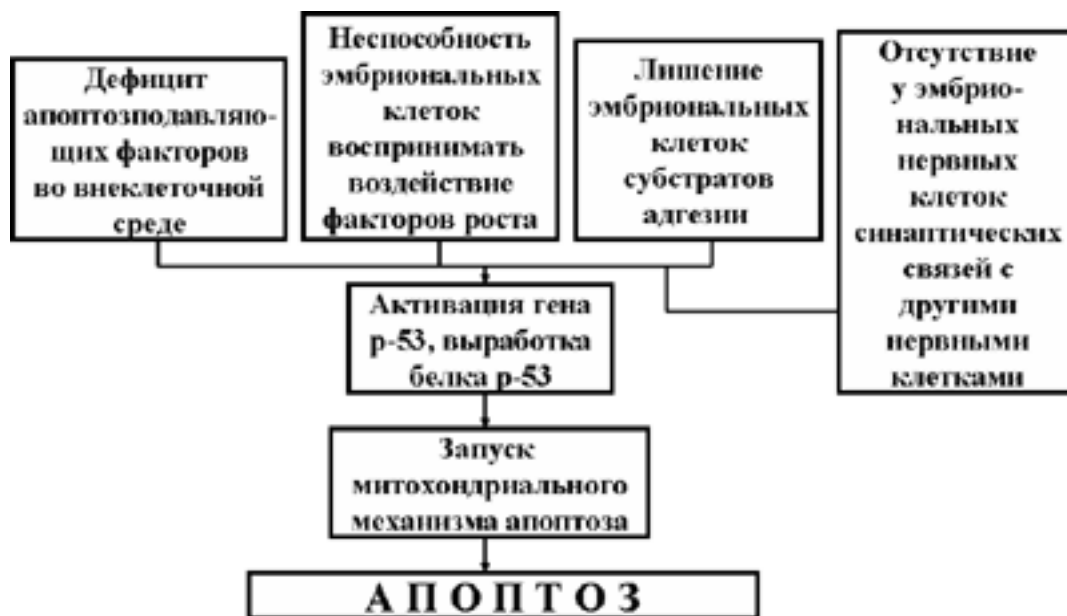 Дефицит
апоптозподавляю-
щих факторов
во внеклеточной
среде
Неспособность
эмбриональных
клеток
воспринимать
воздействие
факторов роста
Лишение
эмбриональных
клеток
субстратов
адгезии
Отсутствие
у эмбрио-
нальных
нервных
клеток
синаптических
связей с
другими
нервными
клетками
Активация гена
р-53, выработка
белка р-53
Запуск
митохондриального
механизма апоптоза
А П О П Т О З